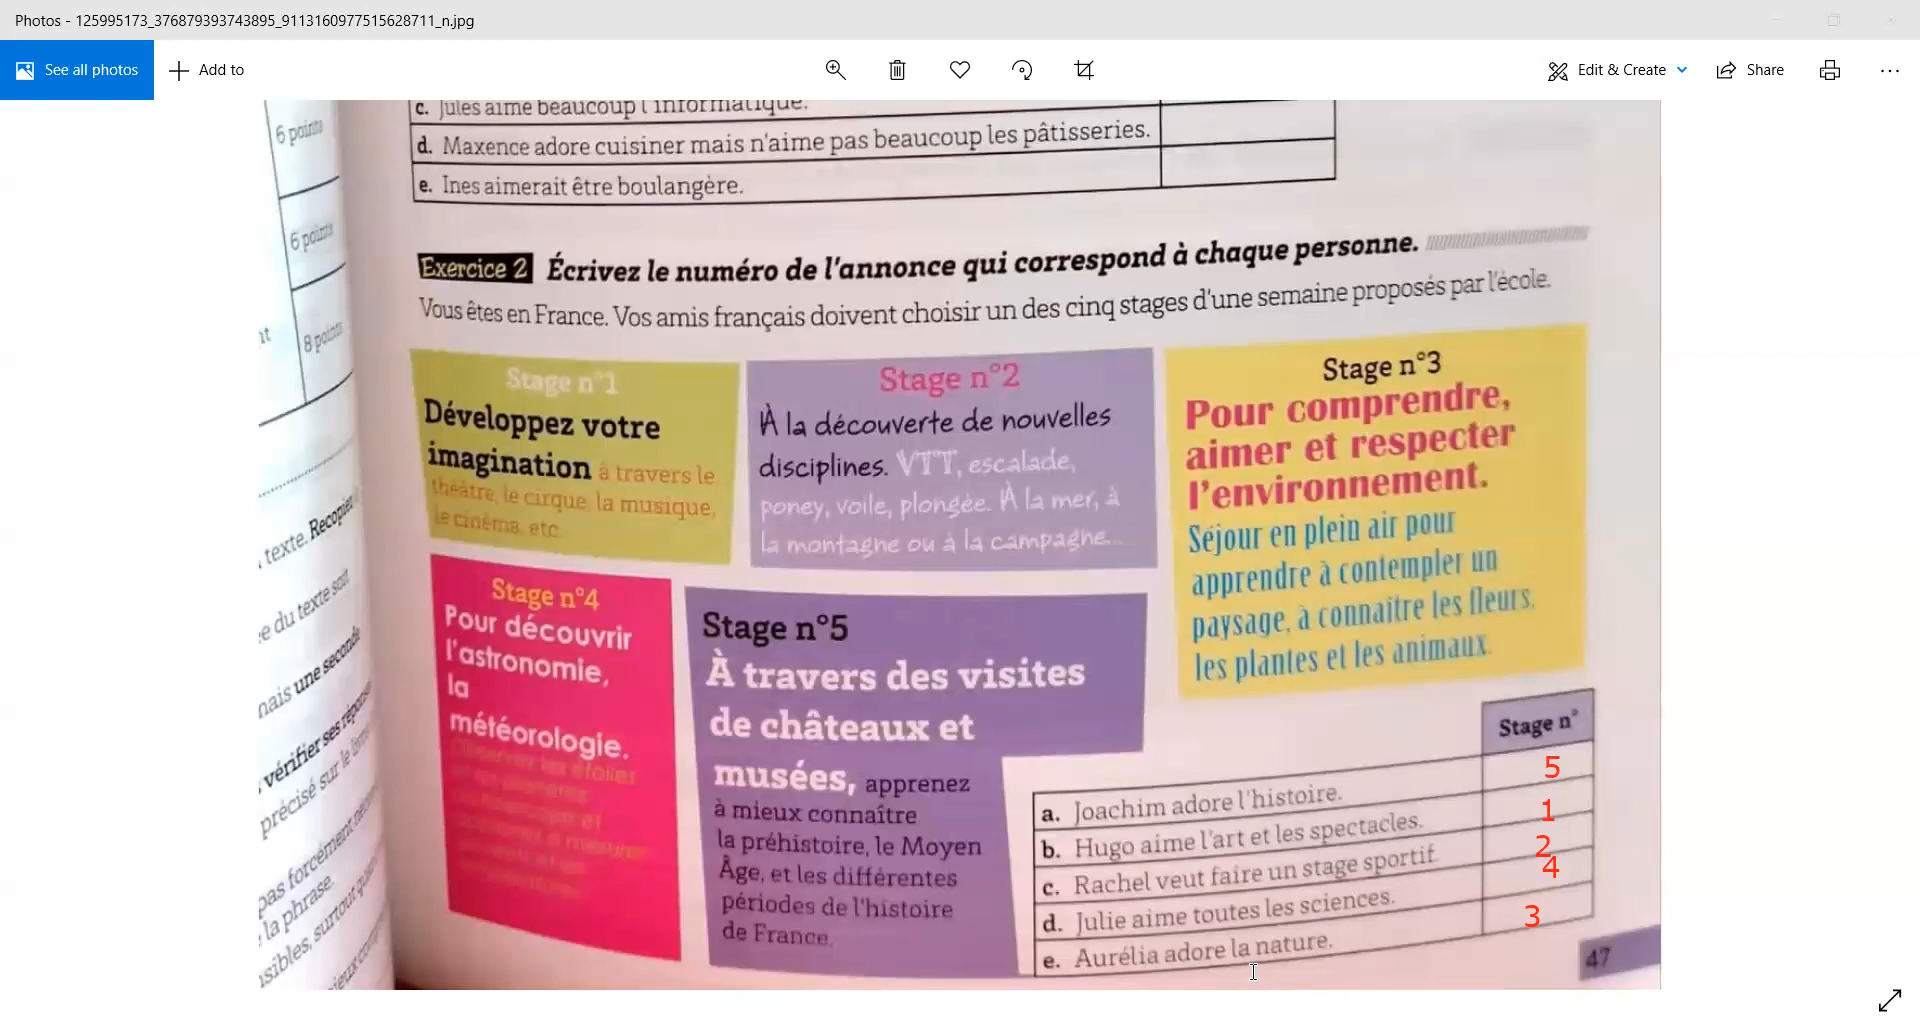 Photos - 125995173_376879393743895_9113160977515628711_n.jpg
See all photos
Add to
Edit & Create
Share
6 points
6 points
8 points
texte. Recopiez
e du texte soit
mais une seconde
vérifier ses réponse
précisé sur le
pas forcément
la phrase.
c. Jules aime beaucoup l'informatique.
d. Maxence adore cuisiner mais n'aime pas beaucoup les pâtisseries.
e. Ines aimerait être boulangère.
Exercice 2 Écrivez le numéro de l'annonce qui correspond à chaque personne.
Vous êtes en France. Vos amis français doivent choisir un des cinq stages d'une semaine proposés par l'école.
Stage n°1
Développez votre
imagination à travers le
théâtre, le cirque, la musique,
le cinéma, etc.
Stage n°2
À la découverte de nouvelles
disciplines. VTT, escalade,
poney, voile, plongée. À la mer, à
la montagne ou à la campagne...
Stage n°3
Pour comprendre,
aimer et respecter
l'environnement.
Séjour en plein air pour
apprendre à contempler un
paysage, à connaître les fleurs,
les plantes et les animaux.
Stage n°4
Pour découvrir
l'astronomie,
la
météorologie.
Stage n°5
À travers des visites
de châteaux et
musées, apprenez
à mieux connaître
la préhistoire, le Moyen
Âge, et les différentes
périodes de l'histoire
de France.
Stage n°
a. Joachim adore l'histoire. 5
b. Hugo aime l'art et les spectacles. 1
c. Rachel veut faire un stage sportif. 2
d. Julie aime toutes les sciences. 4
e. Aurélia adore la nature. 3
47